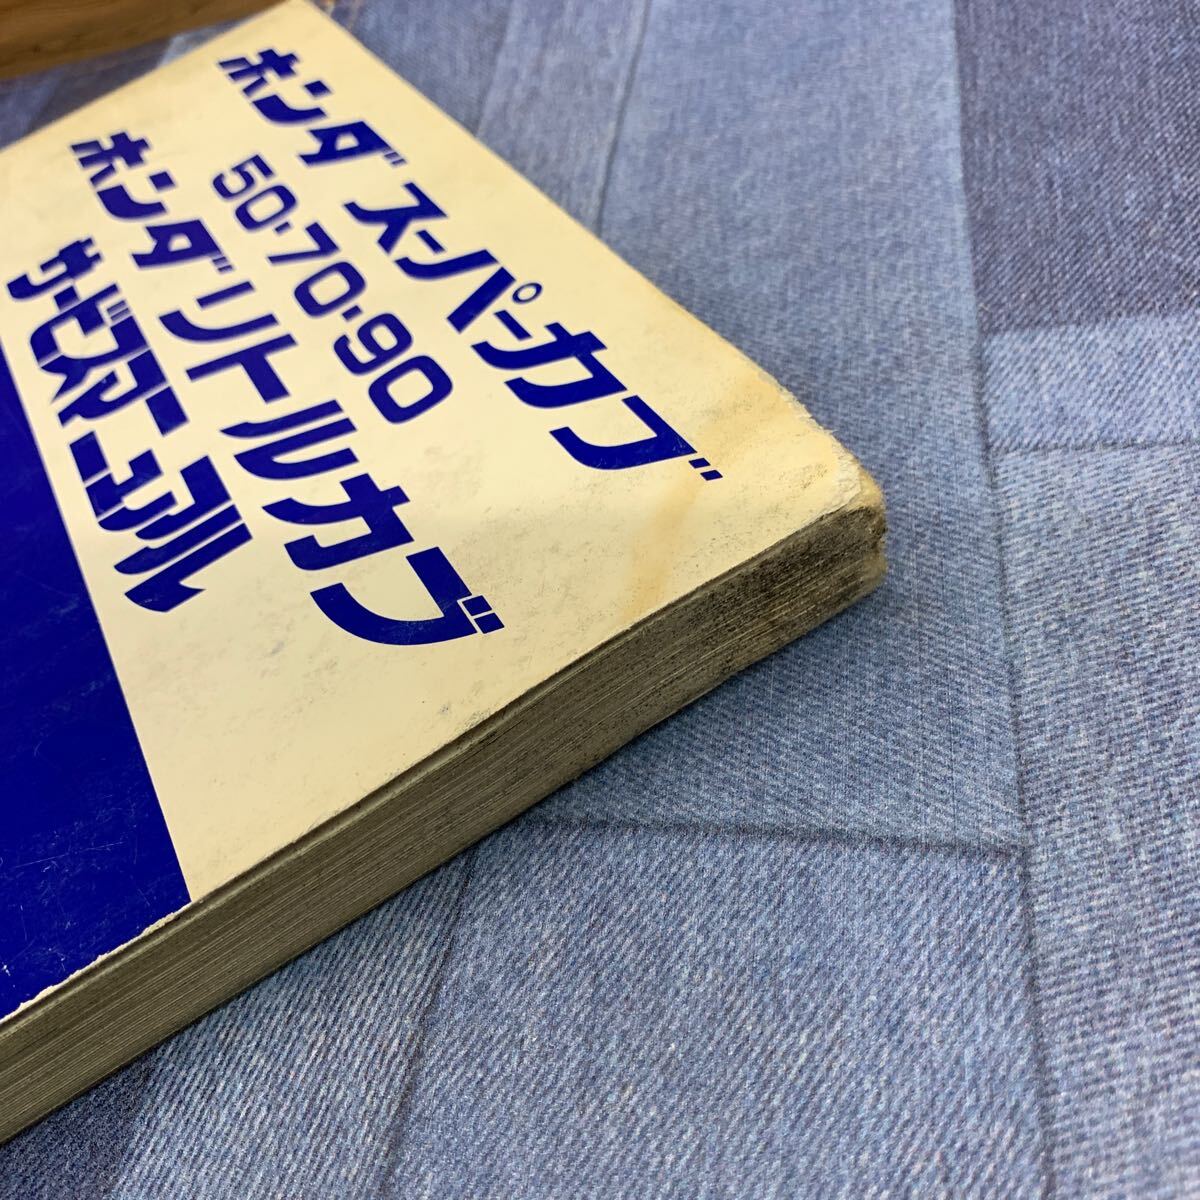 ホンダ スーパーカブ
50・70・90
ホンダ リトルカブ
サービスマニュアル